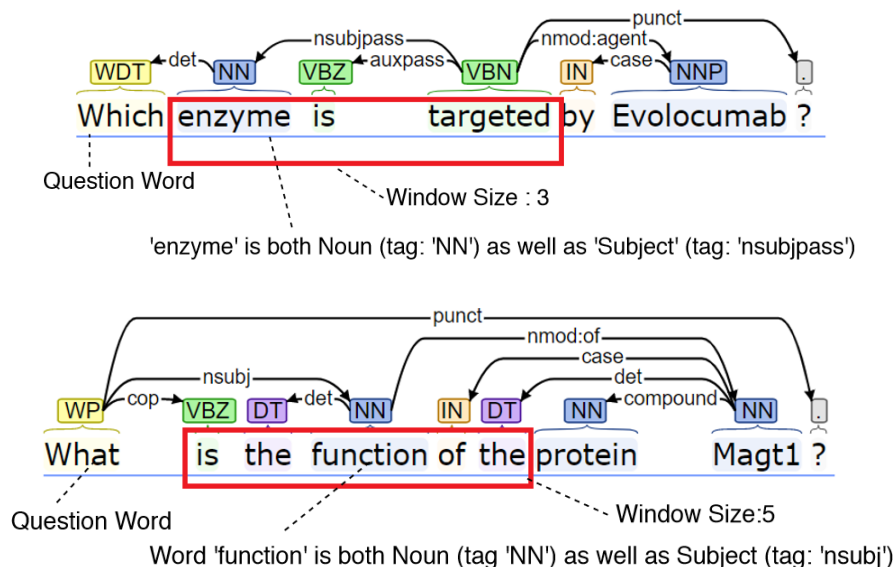 punct
nsubjpass nmod:agent
det auxpass case
WDT NN VBZ VBN IN NNP .
Which enzyme is targeted by Evolocumab ?
Question Word
Window Size : 3
'enzyme' is both Noun (tag: 'NN') as well as 'Subject' (tag: 'nsubjpass')
punct
nmod:of
case
nsubj det
cop det compound
WP VBZ DT NN IN DT NN NN .
What is the function of the protein Magt1 ?
Question Word
Window Size:5
Word 'function' is both Noun (tag 'NN') as well as Subject (tag: 'nsubj')